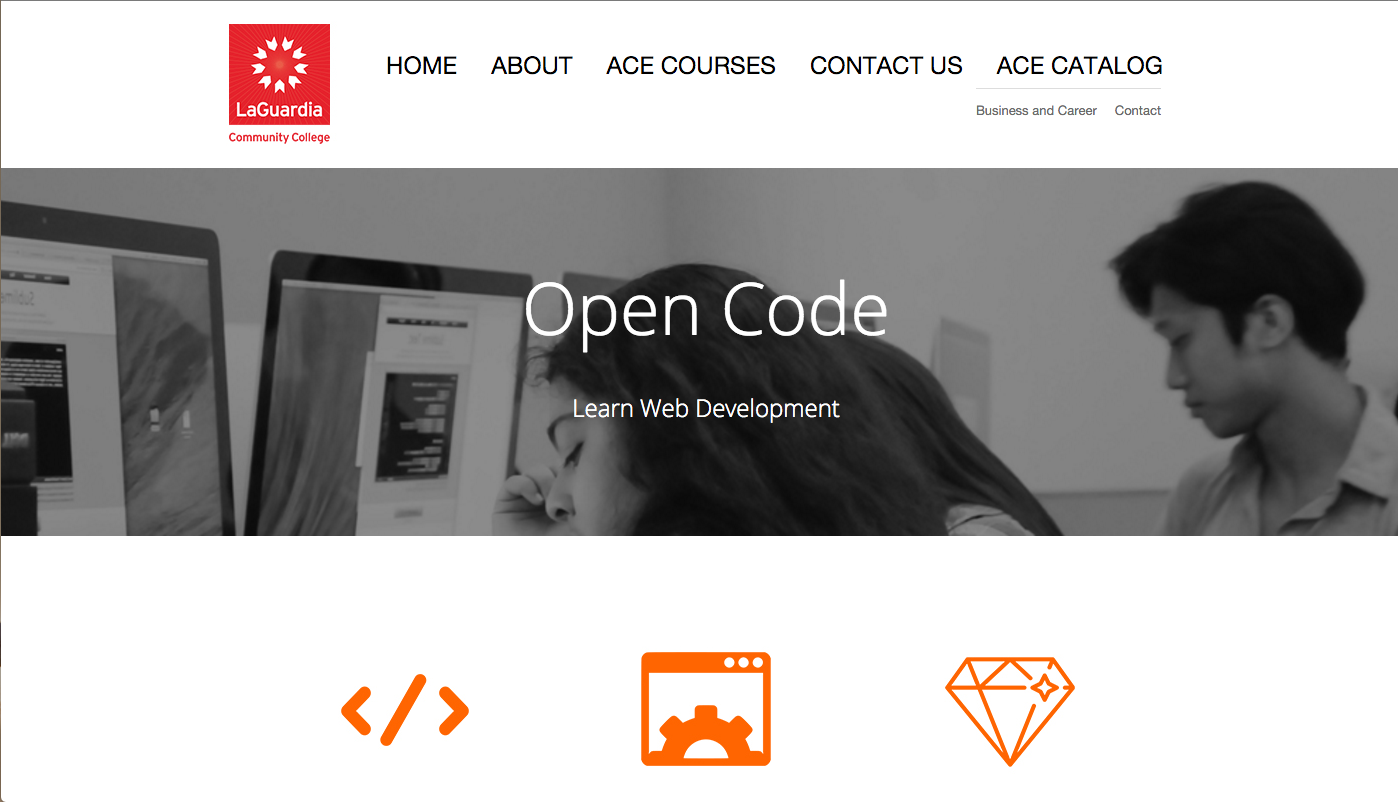 LaGuardia
Community College
HOME ABOUT ACE COURSES CONTACT US ACE CATALOG
Business and Career Contact
Open Code
Learn Web Development